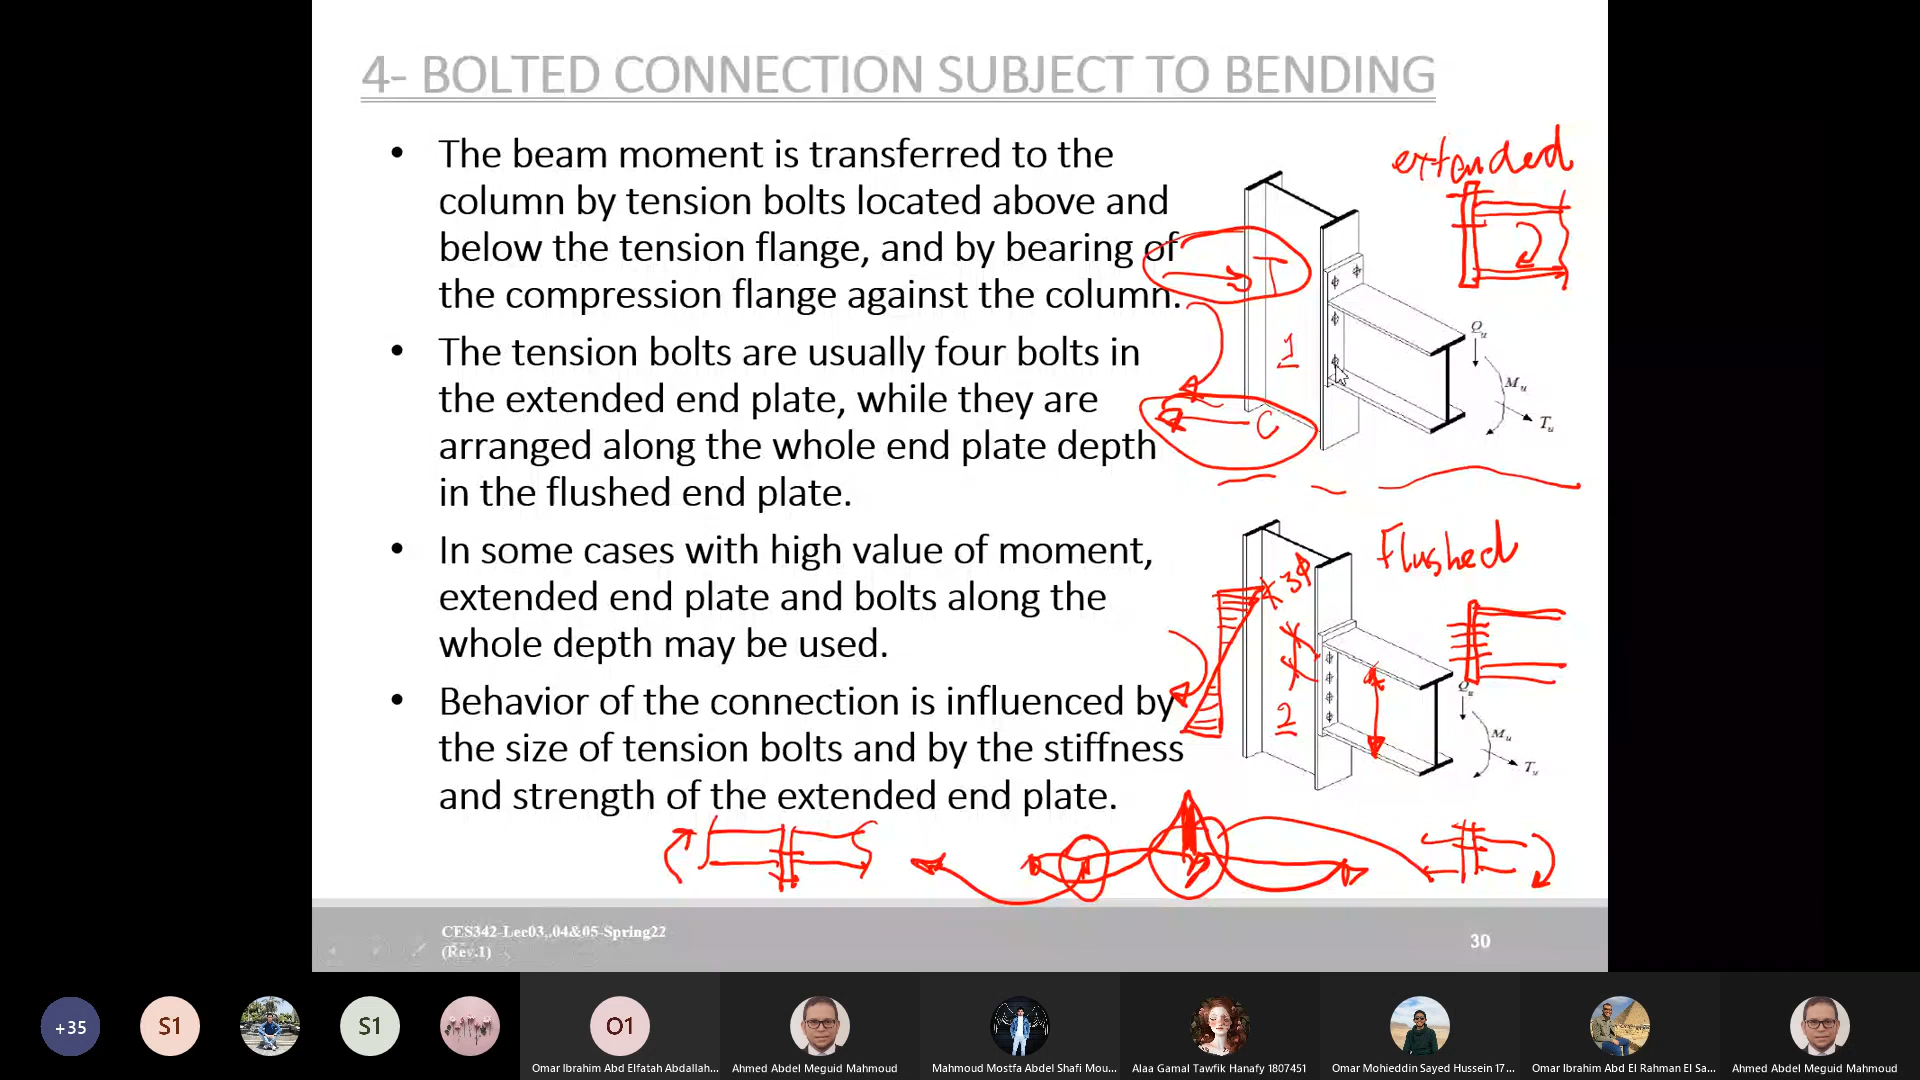 4- BOLTED CONNECTION SUBJECT TO BENDING
• The beam moment is transferred to the
column by tension bolts located above and
below the tension flange, and by bearing of
the compression flange against the column.
• The tension bolts are usually four bolts in
the extended end plate, while they are
arranged along the whole end plate depth
in the flushed end plate.
• In some cases with high value of moment,
extended end plate and bolts along the
whole depth may be used.
• Behavior of the connection is influenced by
the size of tension bolts and by the stiffness
and strength of the extended end plate.
extended
T
1
C
Qu
Mu
Tu
Flushed
3Φ
2
Qu
Mu
Tu
CES342-Lec03,.04&05-Spring22
(Rev.1)
30
+35
S1
S1
O1
Omar Ibrahim Abd Elfatah Abdallah...
Ahmed Abdel Meguid Mahmoud
Mahmoud Mostfa Abdel Shafi Mou...
Alaa Gamal Tawfik Hanafy 1807451
Omar Mohieddin Sayed Hussein 17...
Omar Ibrahim Abd El Rahman El Sa...
Ahmed Abdel Meguid Mahmoud